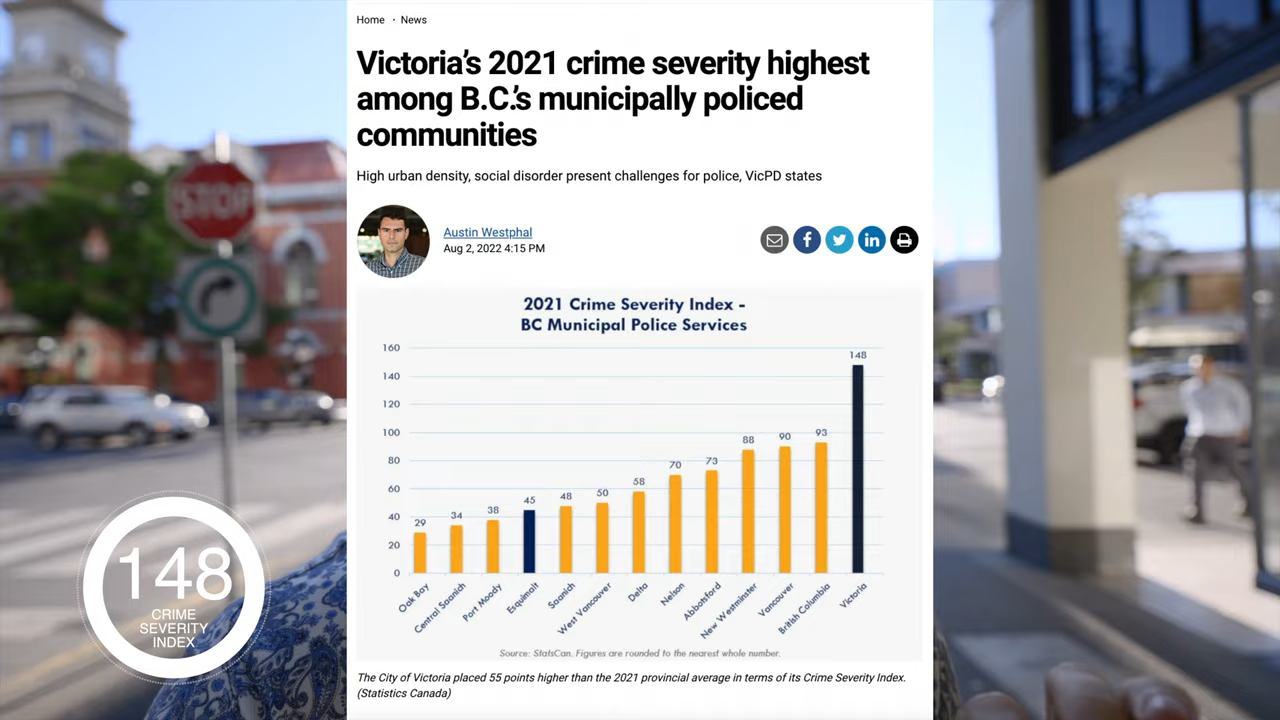 Home · News
Victoria's 2021 crime severity highest
among B.C.'s municipally policed
communities
High urban density, social disorder present challenges for police, VicPD states
STOP
Austin Westphal
Aug 2, 2022 4:15 PM
2021 Crime Severity Index -
BC Municipal Police Services
160
140
120
100
80
60
40
20
0
29
34
38
45
48
50
58
70
73
88
90
93
148
Oak Bay
Central Saanich
Port Moody
Esquimalt
Saanich
West Vancouver
Delta
Nelson
Abbotsford
New Westminster
Vancouver
British Columbia
Victoria
Source: StatsCan. Figures are rounded to the nearest whole number.
The City of Victoria placed 55 points higher than the 2021 provincial average in terms of its Crime Severity Index.
(Statistics Canada)
148
CRIME
SEVERITY
INDEX